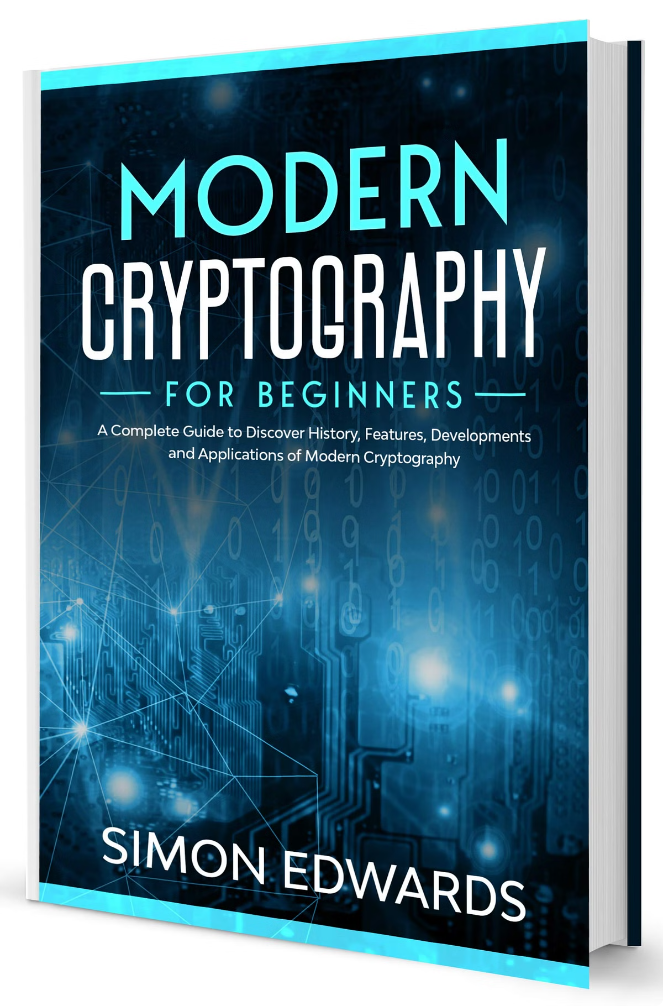 MODERN
CRYPTOGRAPHY
FOR BEGINNERS
A Complete Guide to Discover History, Features, Developments
and Applications of Modern Cryptography
SIMON EDWARDS